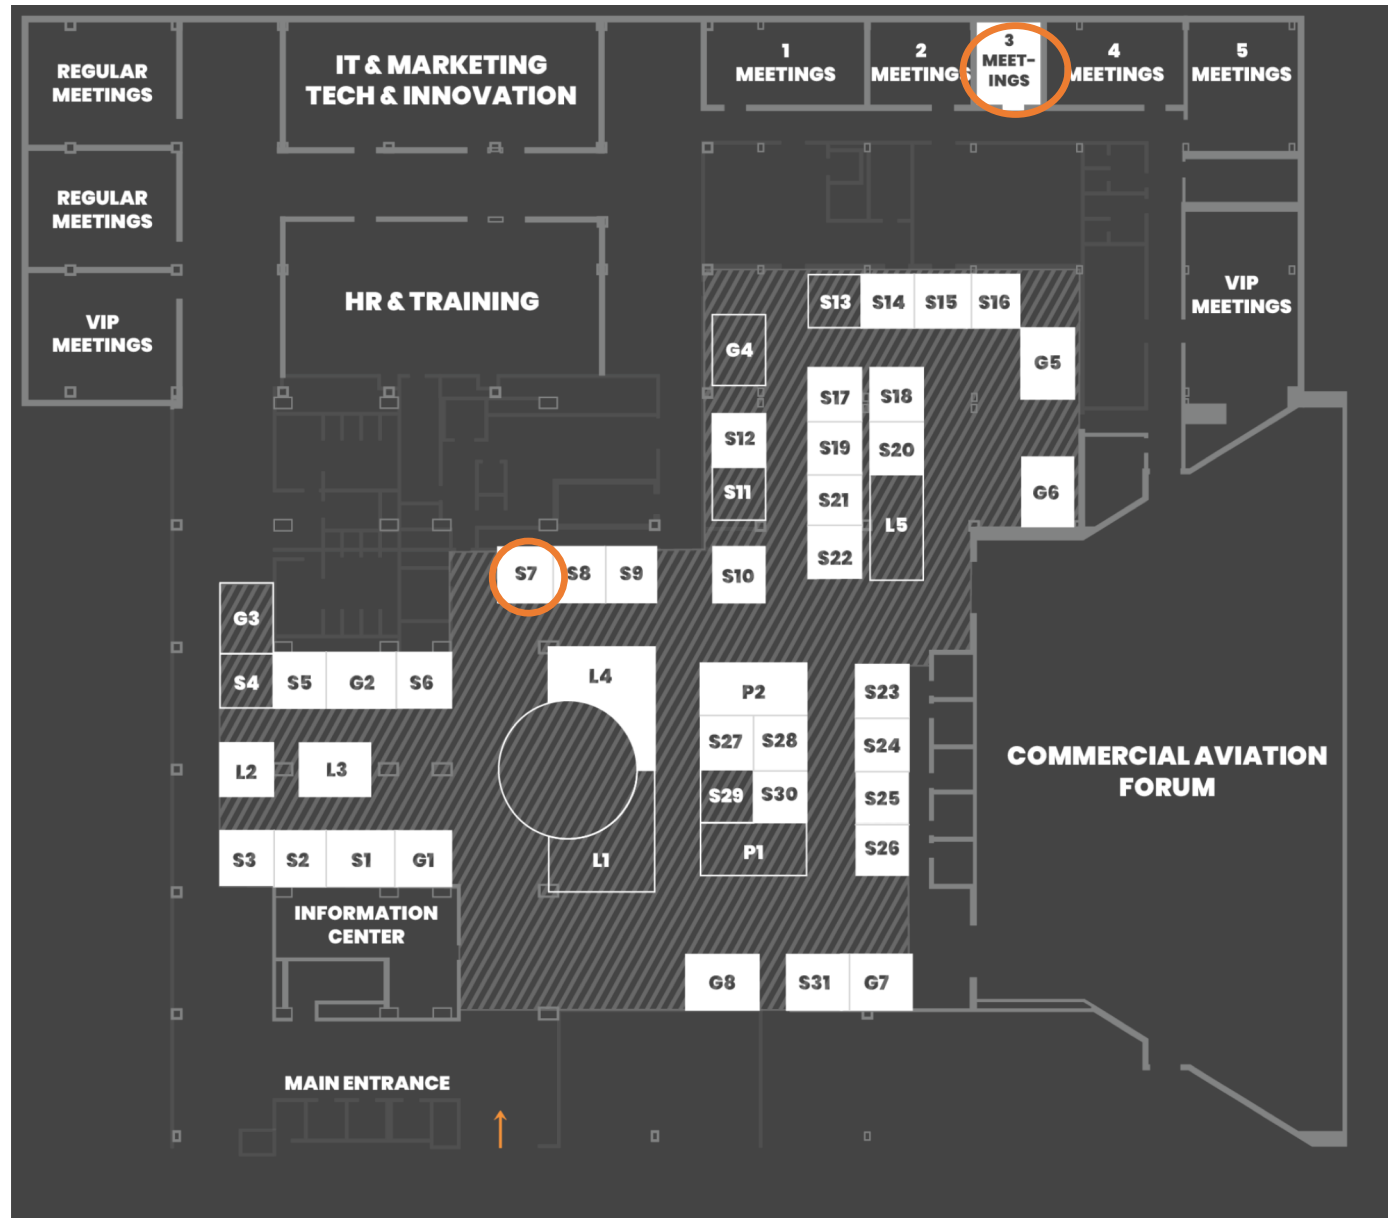 REGULAR
MEETINGS
IT & MARKETING
TECH & INNOVATION
1
MEETINGS
2
MEETINGS
3
MEET-
INGS
4
MEETINGS
5
MEETINGS
REGULAR
MEETINGS
HR & TRAINING
VIP
MEETINGS
VIP
MEETINGS
S13
S14
S15
S16
G4
G5
S17
S18
S12
S19
S20
S11
S21
L5
G6
S22
S7
S8
S9
S10
G3
S4
S5
G2
S6
L4
P2
S23
S27
S28
S24
L2
L3
S29
S30
S25
S3
S2
S1
G1
L1
P1
S26
COMMERCIAL AVIATION
FORUM
INFORMATION
CENTER
G8
S31
G7
MAIN ENTRANCE